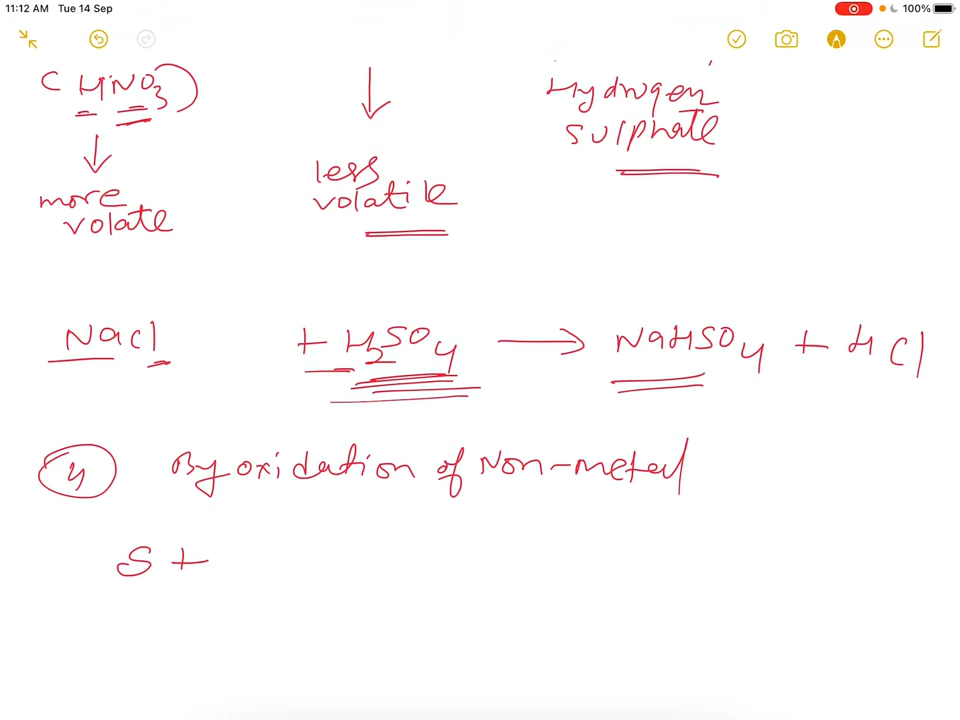 11:12 AM Tue 14 Sep
100%
( HNO3)
Hydrogen
sulphate
more
volate
less
volatile
NaCl + H2SO4 → NaHSO4 + HCl
4 By oxidation of Non-metal
S +